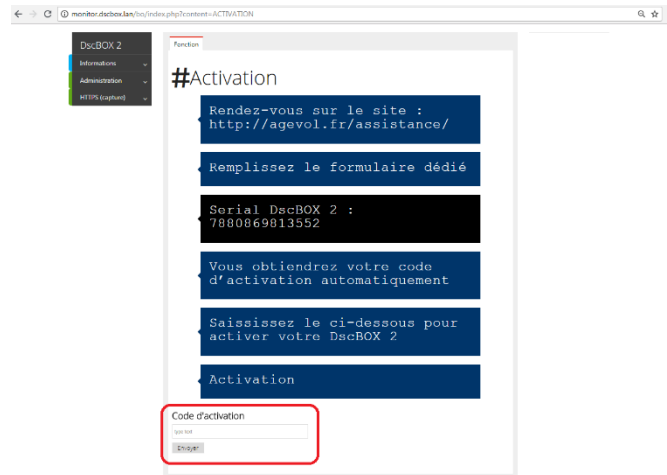 monitor.dscbox.lan/bo/index.php?content=ACTIVATION
DscBOX 2
Informations
Administration
HTTPS (capture)
Fonction
#Activation
Rendez-vous sur le site :
http://agevol.fr/assistance/
Remplissez le formulaire dédié
Serial DscBOX 2 :
7880869813552
Vous obtiendrez votre code
d'activation automatiquement
Saississez le ci-dessous pour
activer votre DscBOX 2
Activation
Code d'activation
Envoyer